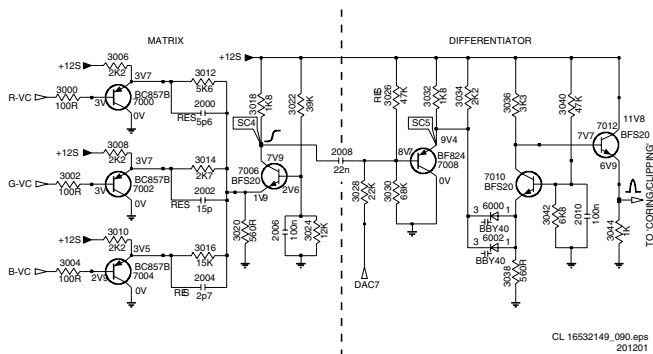 MATRIX
DIFFERENTIATOR
+12S
3006
2K2
3V7
3012
5K6
BC857B
7000
2000
RES
5p6
R-VC
3000
100R
3V
0V
+12S
3008
2K2
3V7
3014
2K7
BC857B
7002
2002
RES
15p
G-VC
3002
100R
3V
0V
+12S
3010
2K2
3V5
3016
15K
BC857B
7004
2004
RES
2p7
B-VC
3004
100R
2V9
0V
+12S
3018
1K8
3022
39K
SC4
7V9
7006
BFS20
1V9
2V6
3020
560R
2006
100n
3024
12K
2008
22n
3028
22K
DAC7
RES
3026
47K
3030
68K
8V7
3032
1K8
SC5
9V4
BF824
7008
0V
3034
2K2
3036
3K3
7010
BFS20
3
6000
1
BBY40
3
6002
1
BBY40
3038
560R
3040
47K
3042
6K8
2010
100n
7V7
7012
11V8
BFS20
6V9
3044
1K
TO 'CORING/CLIPPING'
CL 16532149_090.eps
201201